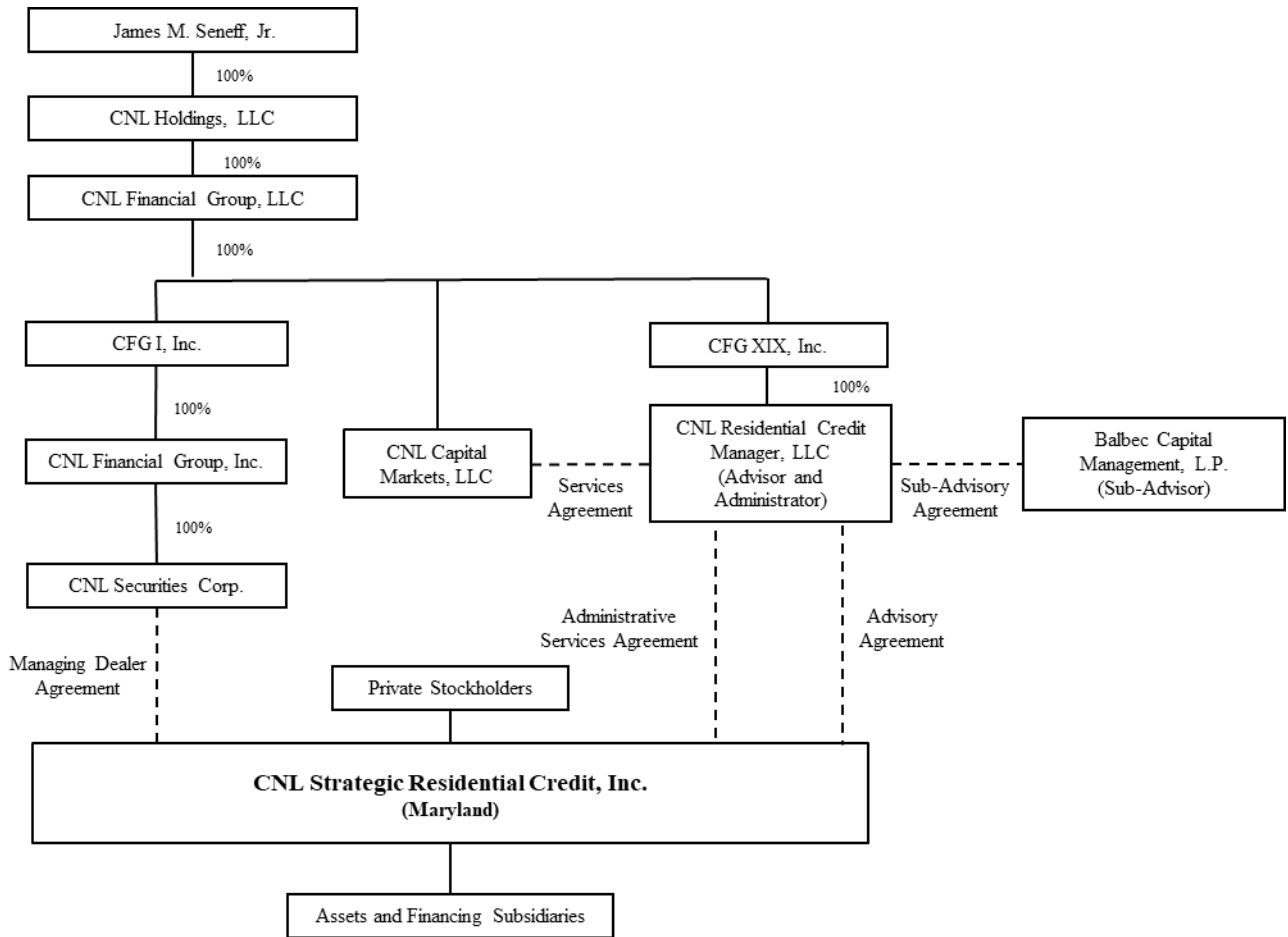 James M. Seneff, Jr.
100%
CNL Holdings, LLC
100%
CNL Financial Group, LLC
100%
CFG I, Inc.
CFG XIX, Inc.
100%
100%
CNL Financial Group, Inc.
CNL Capital
Markets, LLC
Services
Agreement
CNL Residential Credit
Manager, LLC
(Advisor and
Administrator)
Sub-Advisory
Agreement
Balbec Capital
Management, L.P.
(Sub-Advisor)
100%
CNL Securities Corp.
Managing Dealer
Agreement
Administrative
Services Agreement
Advisory
Agreement
Private Stockholders
CNL Strategic Residential Credit, Inc.
(Maryland)
Assets and Financing Subsidiaries